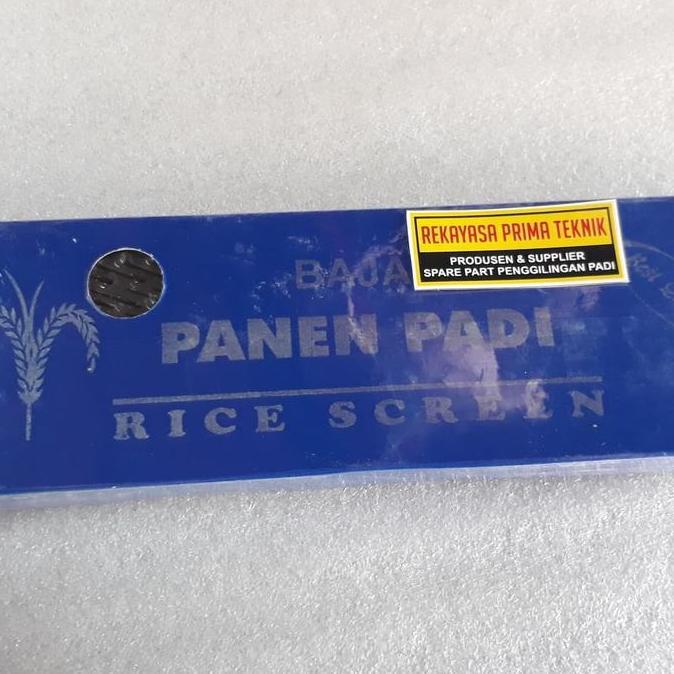 REKAYASA PRIMA TEKNIK
PRODUSEN & SUPPLIER
SPARE PART PENGGILINGAN PADI
BAJA
PANEN PADI
RICE SCREEN